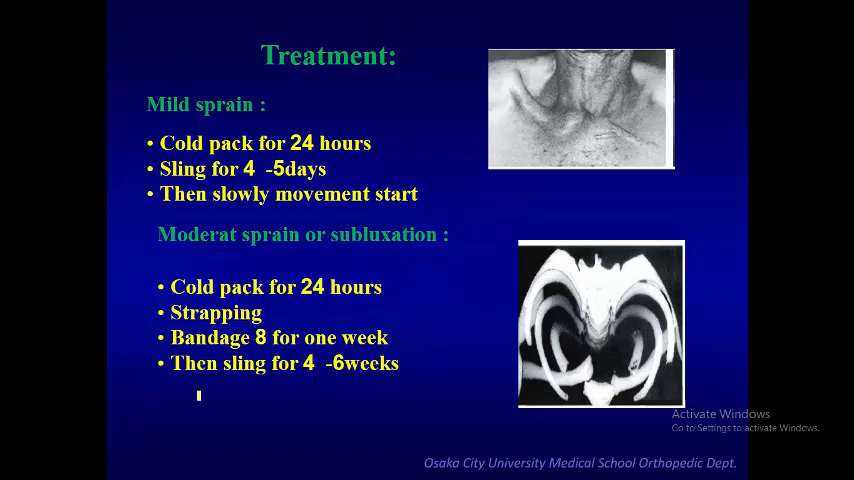 Treatment:
Mild sprain :
• Cold pack for 24 hours
• Sling for 4 -5days
• Then slowly movement start
Moderat sprain or subluxation :
• Cold pack for 24 hours
• Strapping
• Bandage 8 for one week
• Then sling for 4 -6weeks
Activate Windows
Go to Settings to activate Windows.
Osaka City University Medical School Orthopedic Dept.